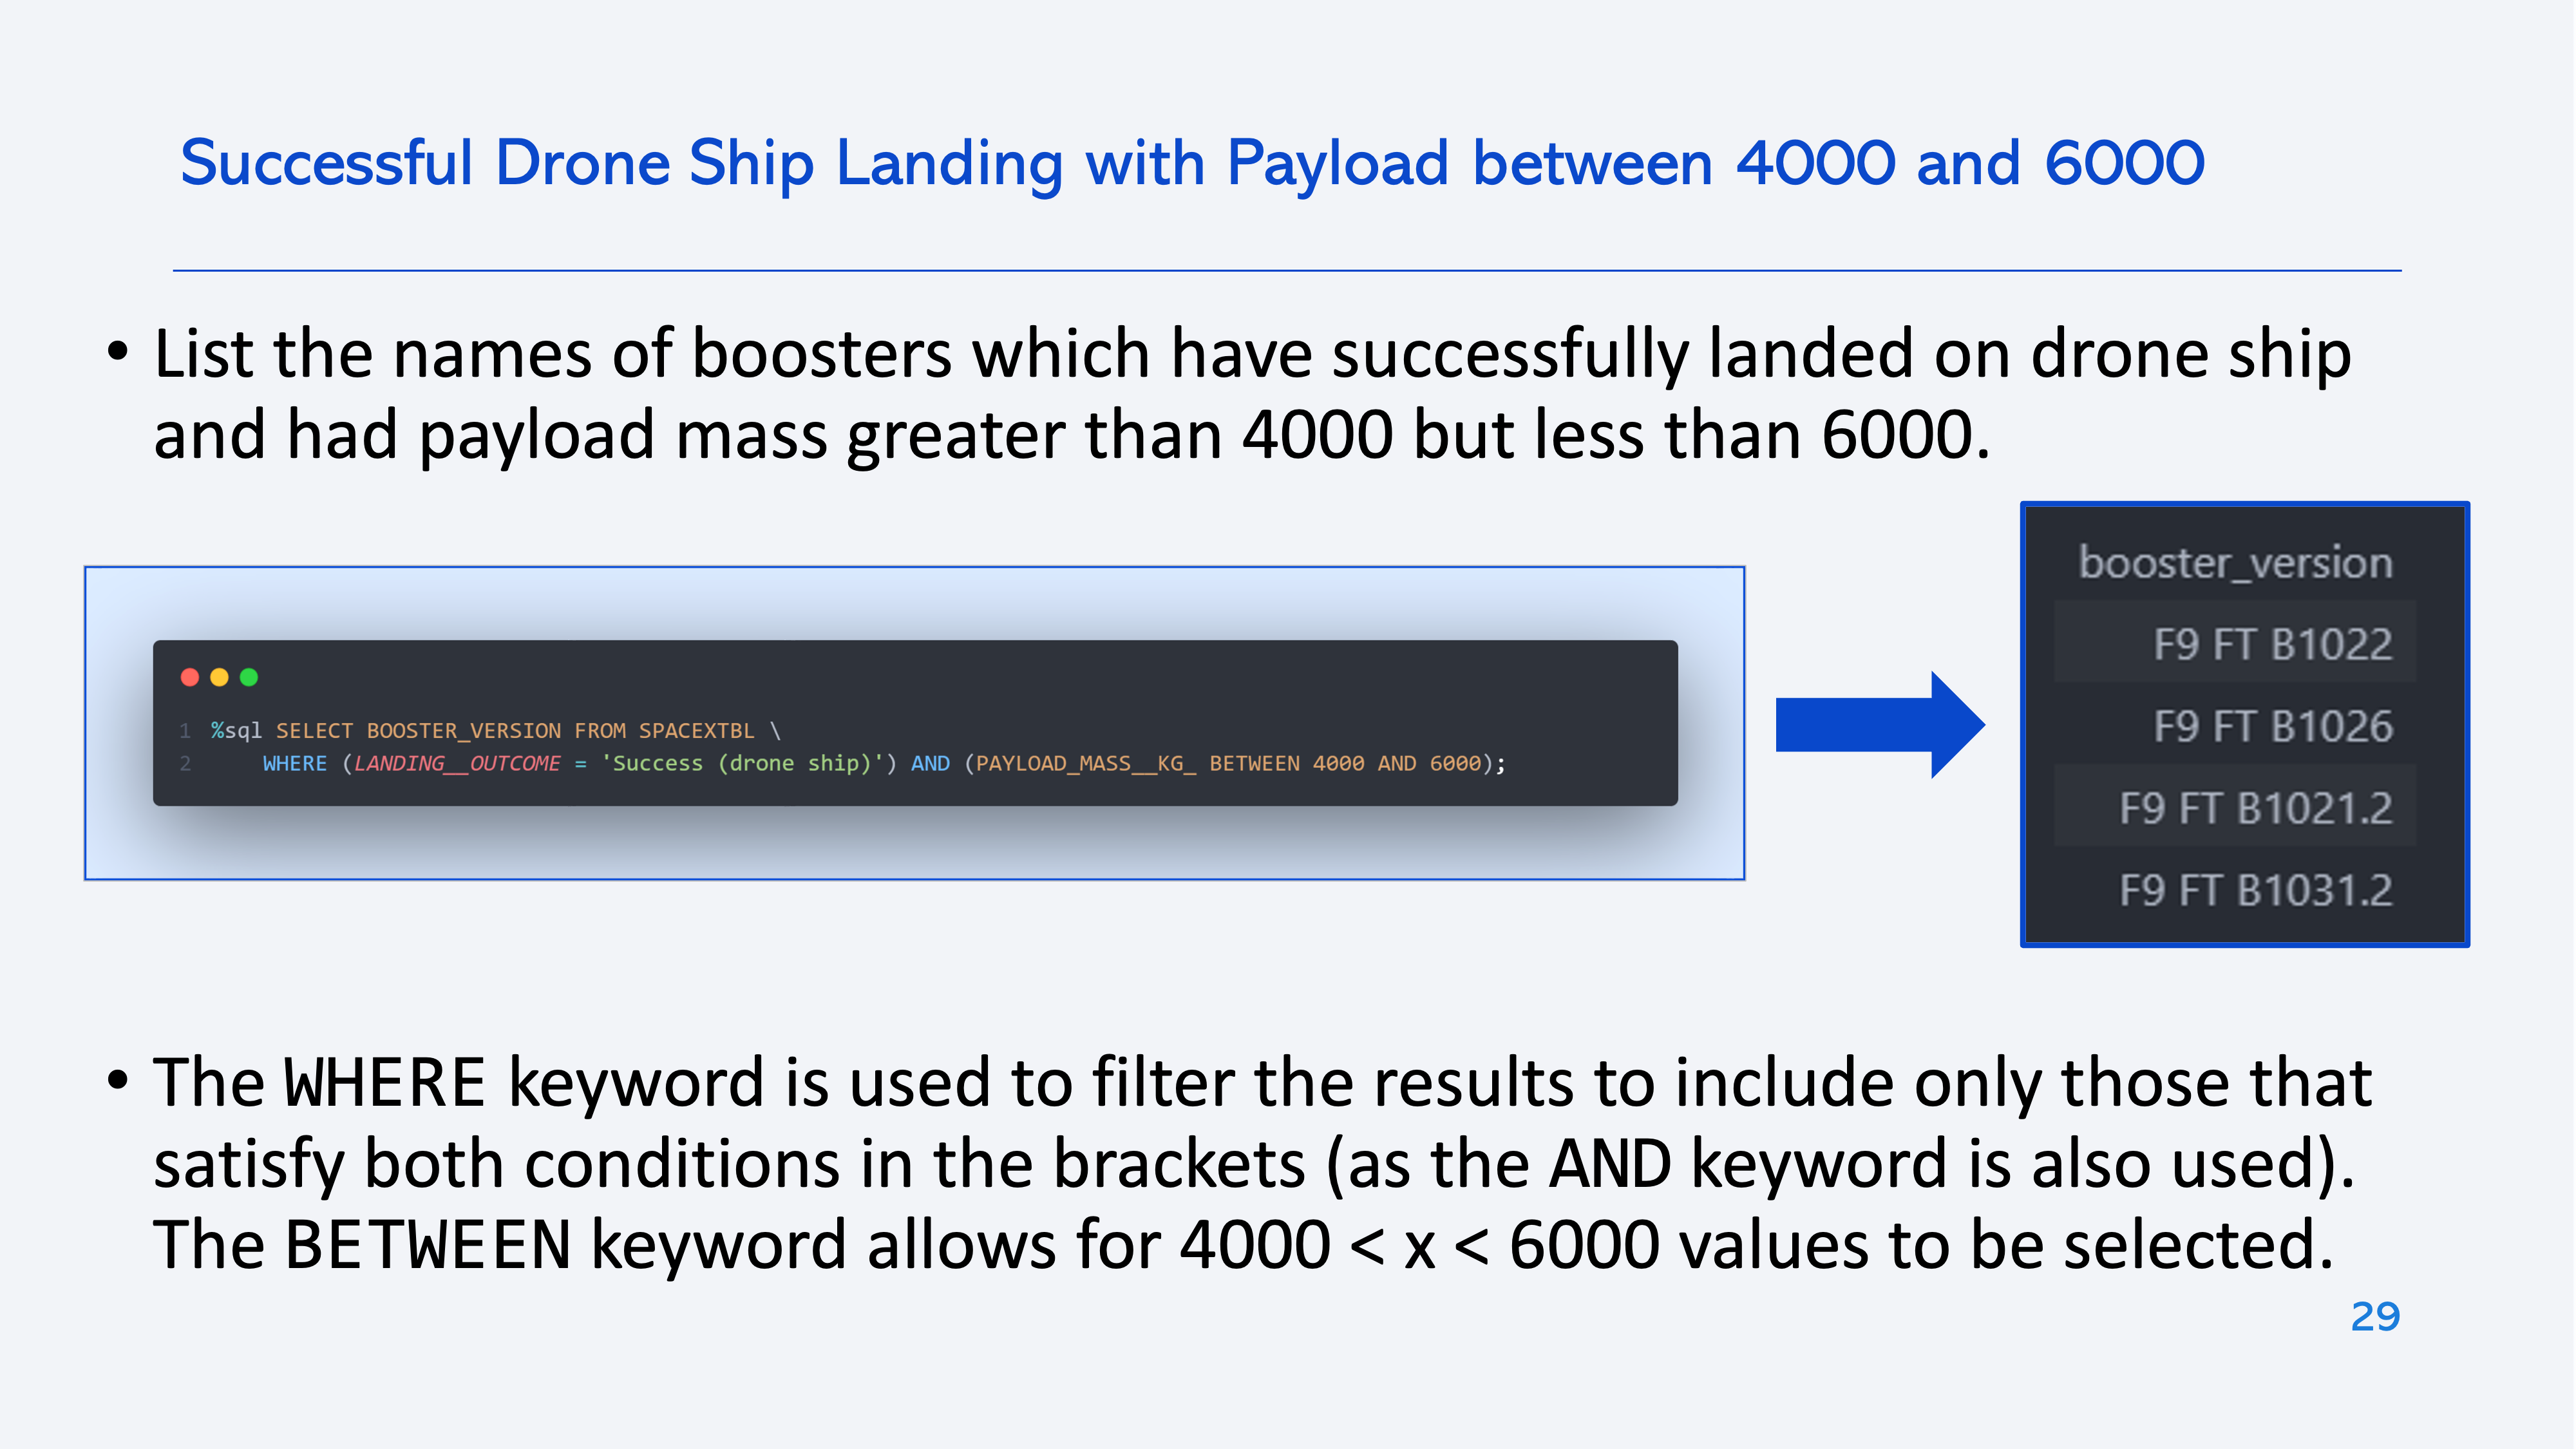 Successful Drone Ship Landing with Payload between 4000 and 6000
• List the names of boosters which have successfully landed on drone ship
and had payload mass greater than 4000 but less than 6000.
1 %sql SELECT BOOSTER_VERSION FROM SPACEXTBL \
2 WHERE (LANDING__OUTCOME = 'Success (drone ship)') AND (PAYLOAD_MASS__KG_ BETWEEN 4000 AND 6000);
booster_version
F9 FT B1022
F9 FT B1026
F9 FT B1021.2
F9 FT B1031.2
• The WHERE keyword is used to filter the results to include only those that
satisfy both conditions in the brackets (as the AND keyword is also used).
The BETWEEN keyword allows for 4000 < x < 6000 values to be selected.
29